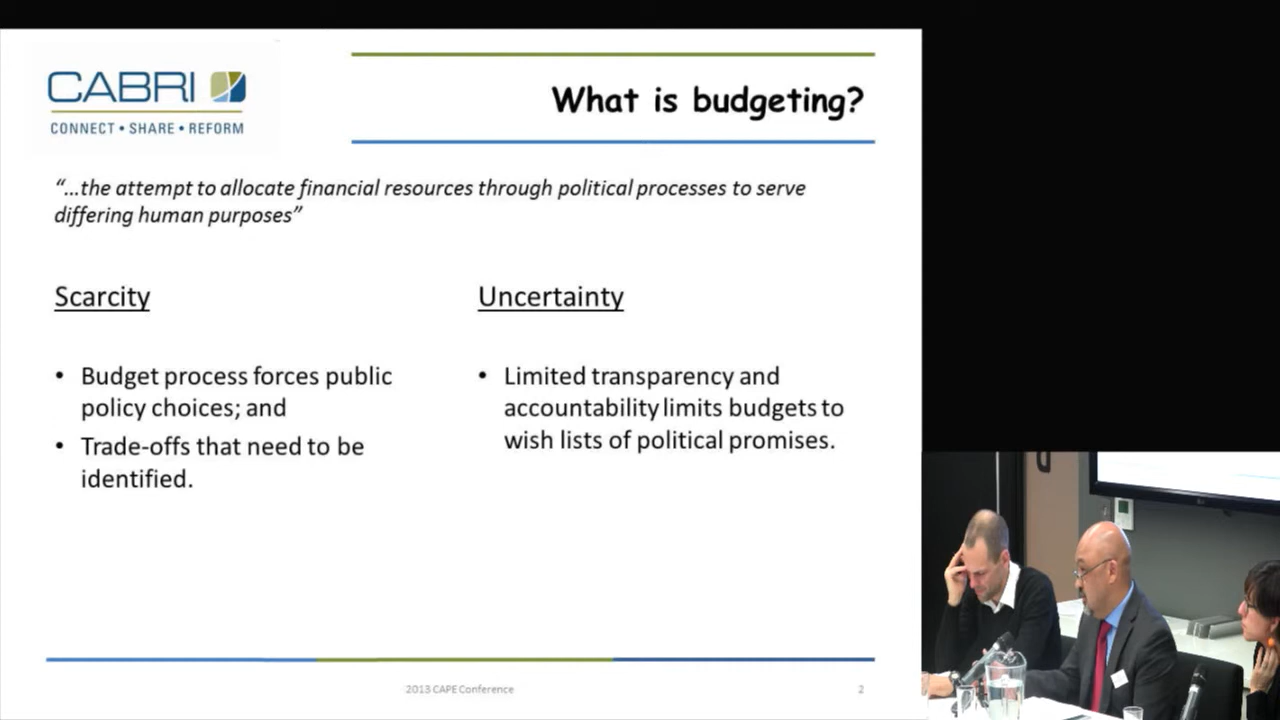 CABRI
CONNECT • SHARE • REFORM
What is budgeting?
“…the attempt to allocate financial resources through political processes to serve
differing human purposes”
Scarcity
• Budget process forces public
policy choices; and
• Trade-offs that need to be
identified.
Uncertainty
• Limited transparency and
accountability limits budgets to
wish lists of political promises.
2013 CAPE Conference
2